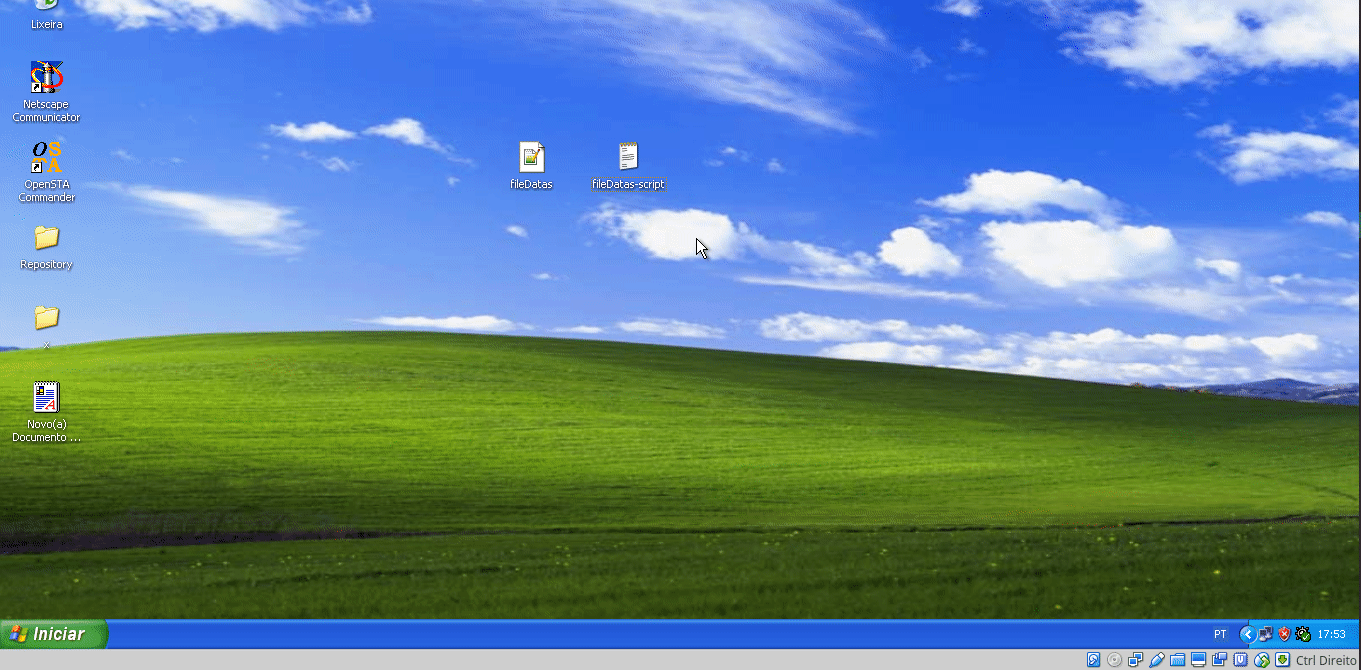 Lixeira
Netscape
Communicator
OSTA
OpenSTA
Commander
Repository
x
Novo(a)
Documento ...
fileDatas
fileDatas-script
Iniciar
PT
17:53
Ctrl Direito